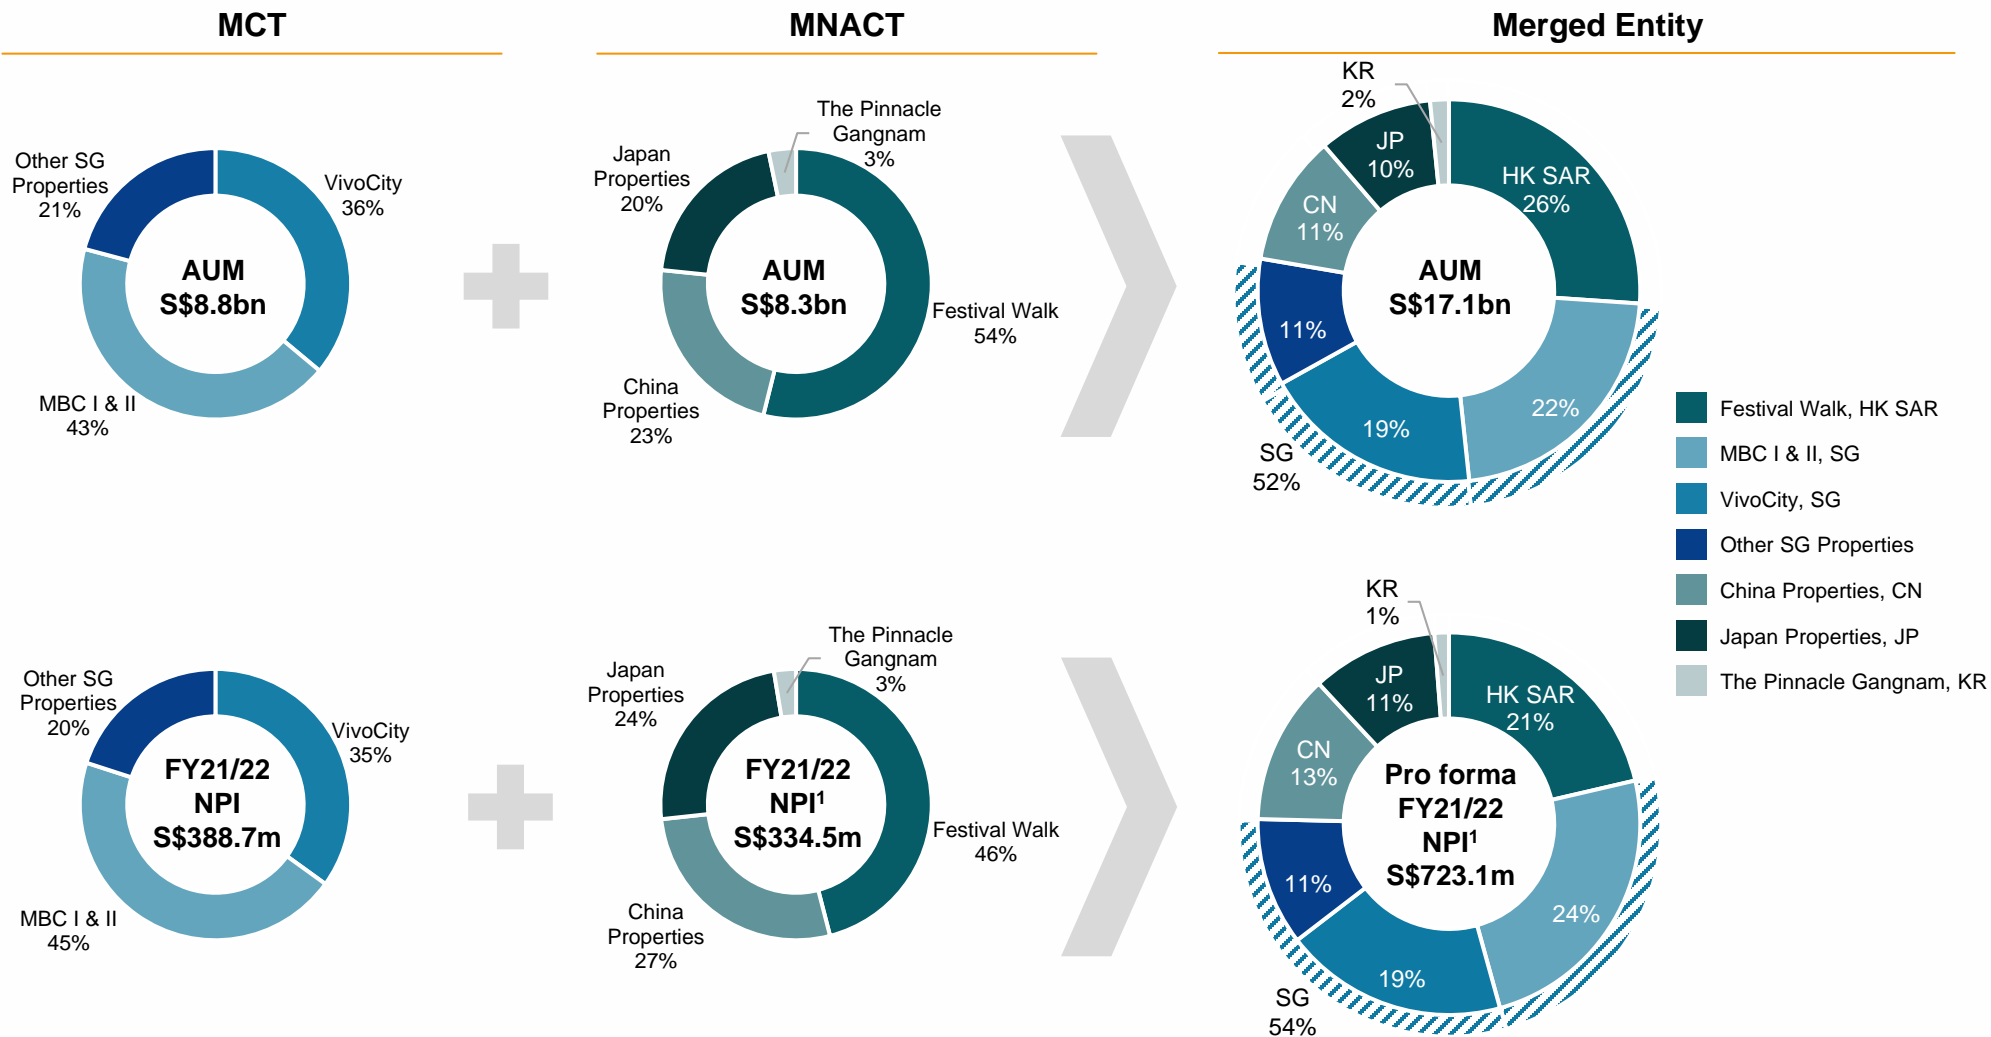 MCT
MNACT
Merged Entity
Other SG
Properties
21%
VivoCity
36%
AUM
S$8.8bn
MBC I & II
43%
The Pinnacle
Gangnam
3%
Japan
Properties
20%
AUM
S$8.3bn
Festival Walk
54%
China
Properties
23%
KR
2%
JP
10%
HK SAR
26%
CN
11%
AUM
S$17.1bn
11%
22%
19%
SG
52%
Festival Walk, HK SAR
MBC I & II, SG
VivoCity, SG
Other SG Properties
China Properties, CN
Japan Properties, JP
The Pinnacle Gangnam, KR
Other SG
Properties
20%
VivoCity
35%
FY21/22
NPI
S$388.7m
MBC I & II
45%
The Pinnacle
Gangnam
3%
Japan
Properties
24%
FY21/22
NPI¹
S$334.5m
Festival Walk
46%
China
Properties
27%
KR
1%
JP
11%
HK SAR
21%
CN
13%
Pro forma
FY21/22
NPI¹
S$723.1m
11%
24%
19%
SG
54%